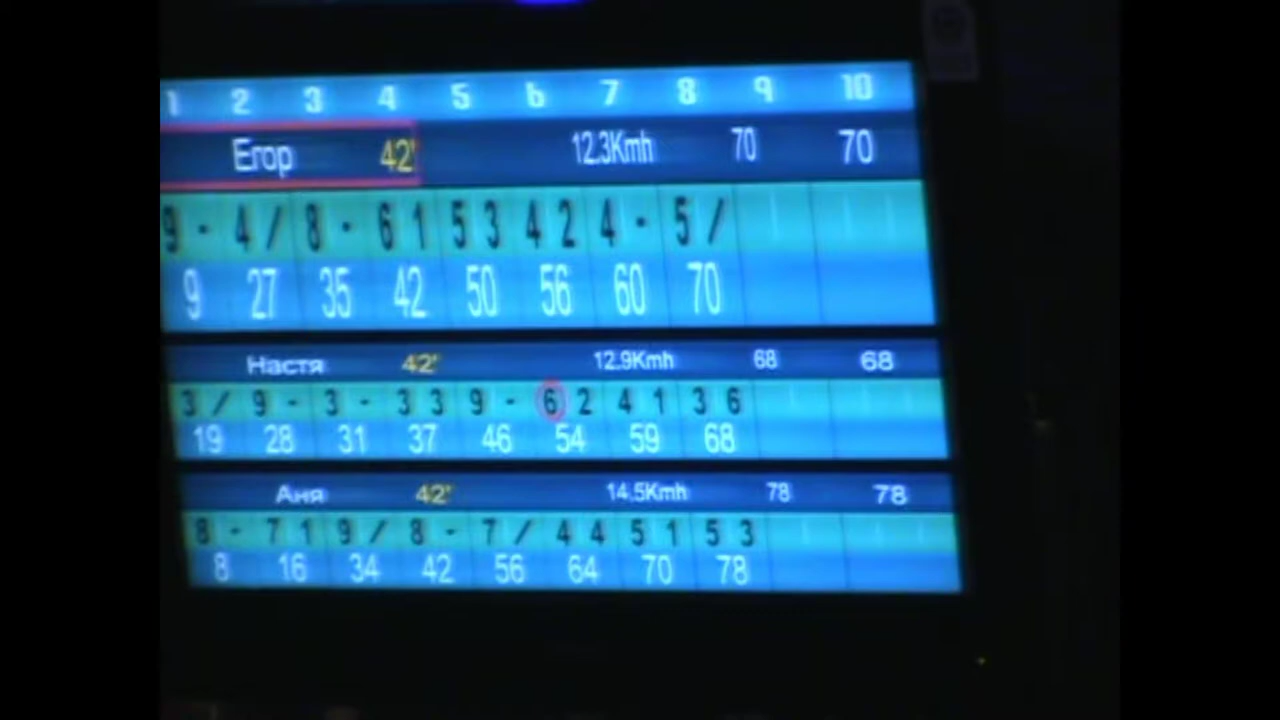 1 2 3 4 5 6 7 8 9 10
Егор 42' 12.3Kmh 70 70
9 - 4 / 8 - 6 1 5 3 4 2 4 - 5 /
9 27 35 42 50 56 60 70
Настя 42' 12.9Kmh 68 68
3 / 9 - 3 - 3 3 9 - 6 2 4 1 3 6
19 28 31 37 46 54 59 68
Аня 42' 14.5Kmh 78 78
8 - 7 1 9 / 8 - 7 / 4 4 5 1 5 3
8 16 34 42 56 64 70 78